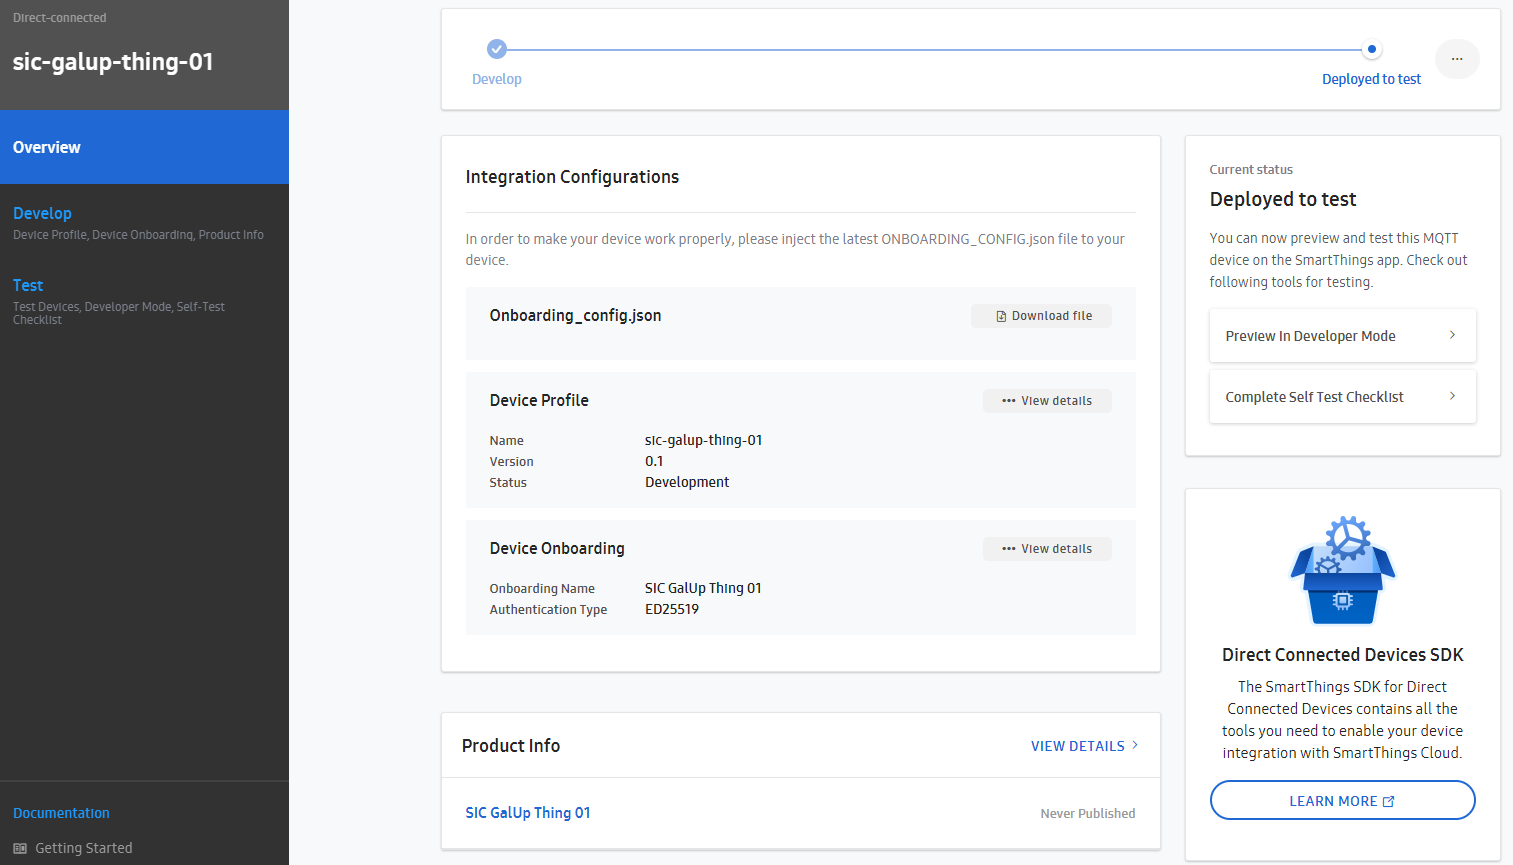 Direct-connected
sic-galup-thing-01
Overview
Develop
Device Profile, Device Onboarding, Product Info
Test
Test Devices, Developer Mode, Self-Test
Checklist
Documentation
Getting Started
Develop
Deployed to test
...
Integration Configurations
In order to make your device work properly, please inject the latest ONBOARDING_CONFIG.json file to your
device.
Onboarding_config.json
Download file
Device Profile
••• View details
Name sic-galup-thing-01
Version 0.1
Status Development
Device Onboarding
••• View details
Onboarding Name SIC GalUp Thing 01
Authentication Type ED25519
Product Info
VIEW DETAILS
SIC GalUp Thing 01
Never Published
Current status
Deployed to test
You can now preview and test this MQTT
device on the SmartThings app. Check out
following tools for testing.
Preview In Developer Mode
Complete Self Test Checklist
Direct Connected Devices SDK
The SmartThings SDK for Direct
Connected Devices contains all the
tools you need to enable your device
integration with SmartThings Cloud.
LEARN MORE